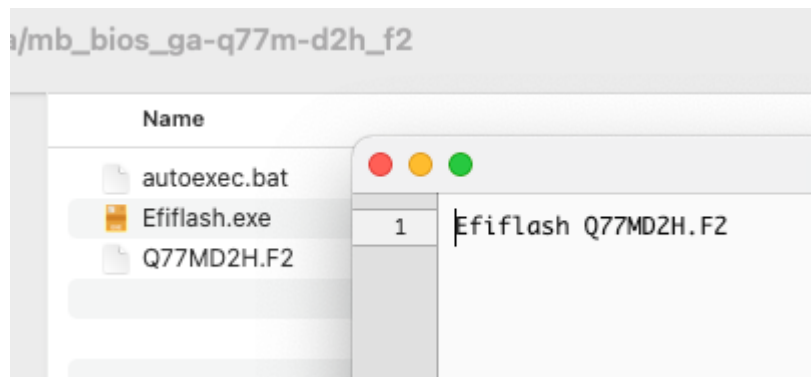 /mb_bios_ga-q77m-d2h_f2
Name
autoexec.bat
Efiflash.exe
Q77MD2H.F2
1 Efiflash Q77MD2H.F2